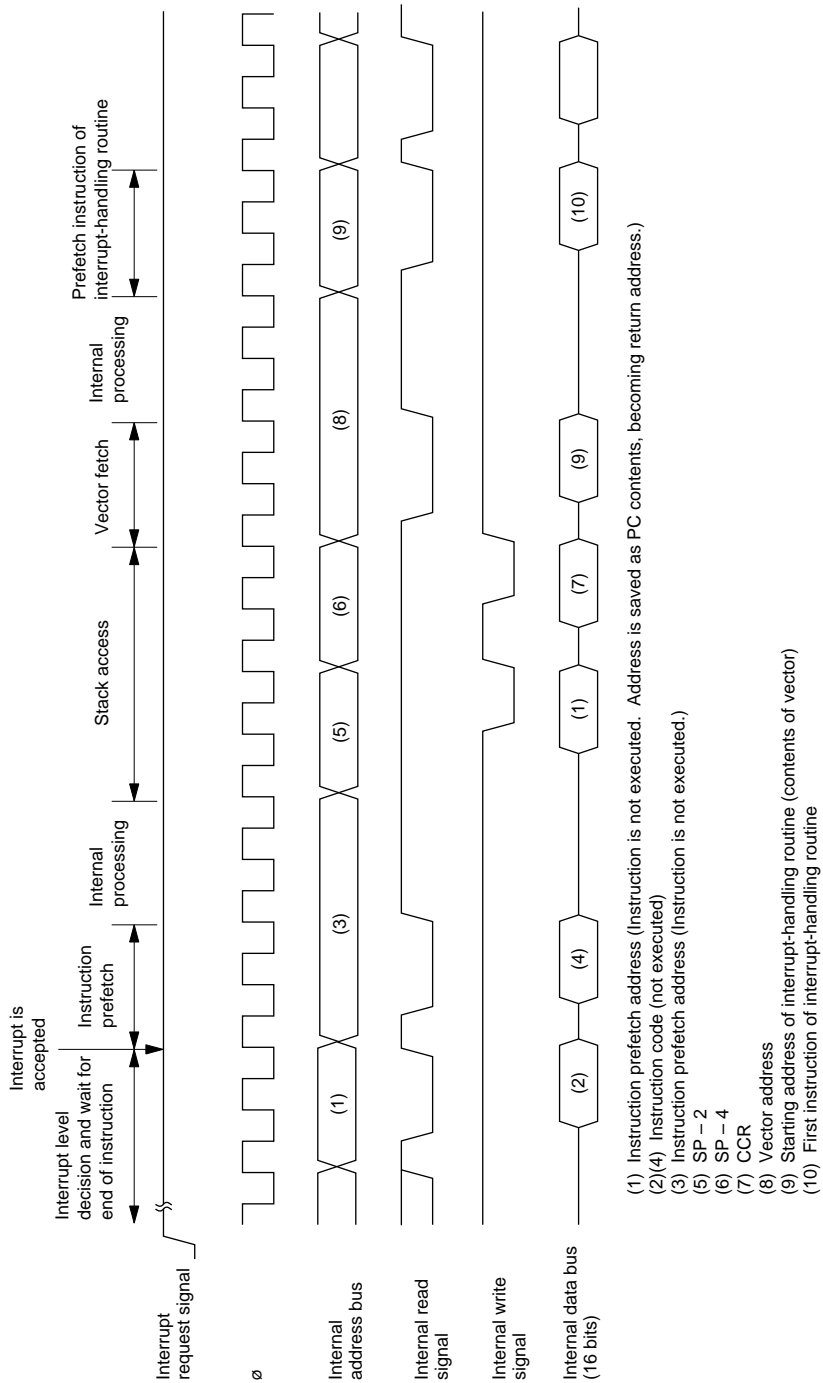 Interrupt is
accepted
Interrupt level
decision and wait for
end of instruction
Instruction
prefetch
Internal
processing
Stack access
Vector fetch
Internal
processing
Prefetch instruction of
interrupt-handling routine
Interrupt
request signal
ø
Internal
address bus
(1)
(3)
(5)
(6)
(8)
(9)
Internal read
signal
Internal write
signal
Internal data bus
(16 bits)
(2)
(4)
(1)
(7)
(9)
(10)
(1) Instruction prefetch address (Instruction is not executed. Address is saved as PC contents, becoming return address.)
(2)(4) Instruction code (not executed)
(3) Instruction prefetch address (Instruction is not executed.)
(5) SP – 2
(6) SP – 4
(7) CCR
(8) Vector address
(9) Starting address of interrupt-handling routine (contents of vector)
(10) First instruction of interrupt-handling routine